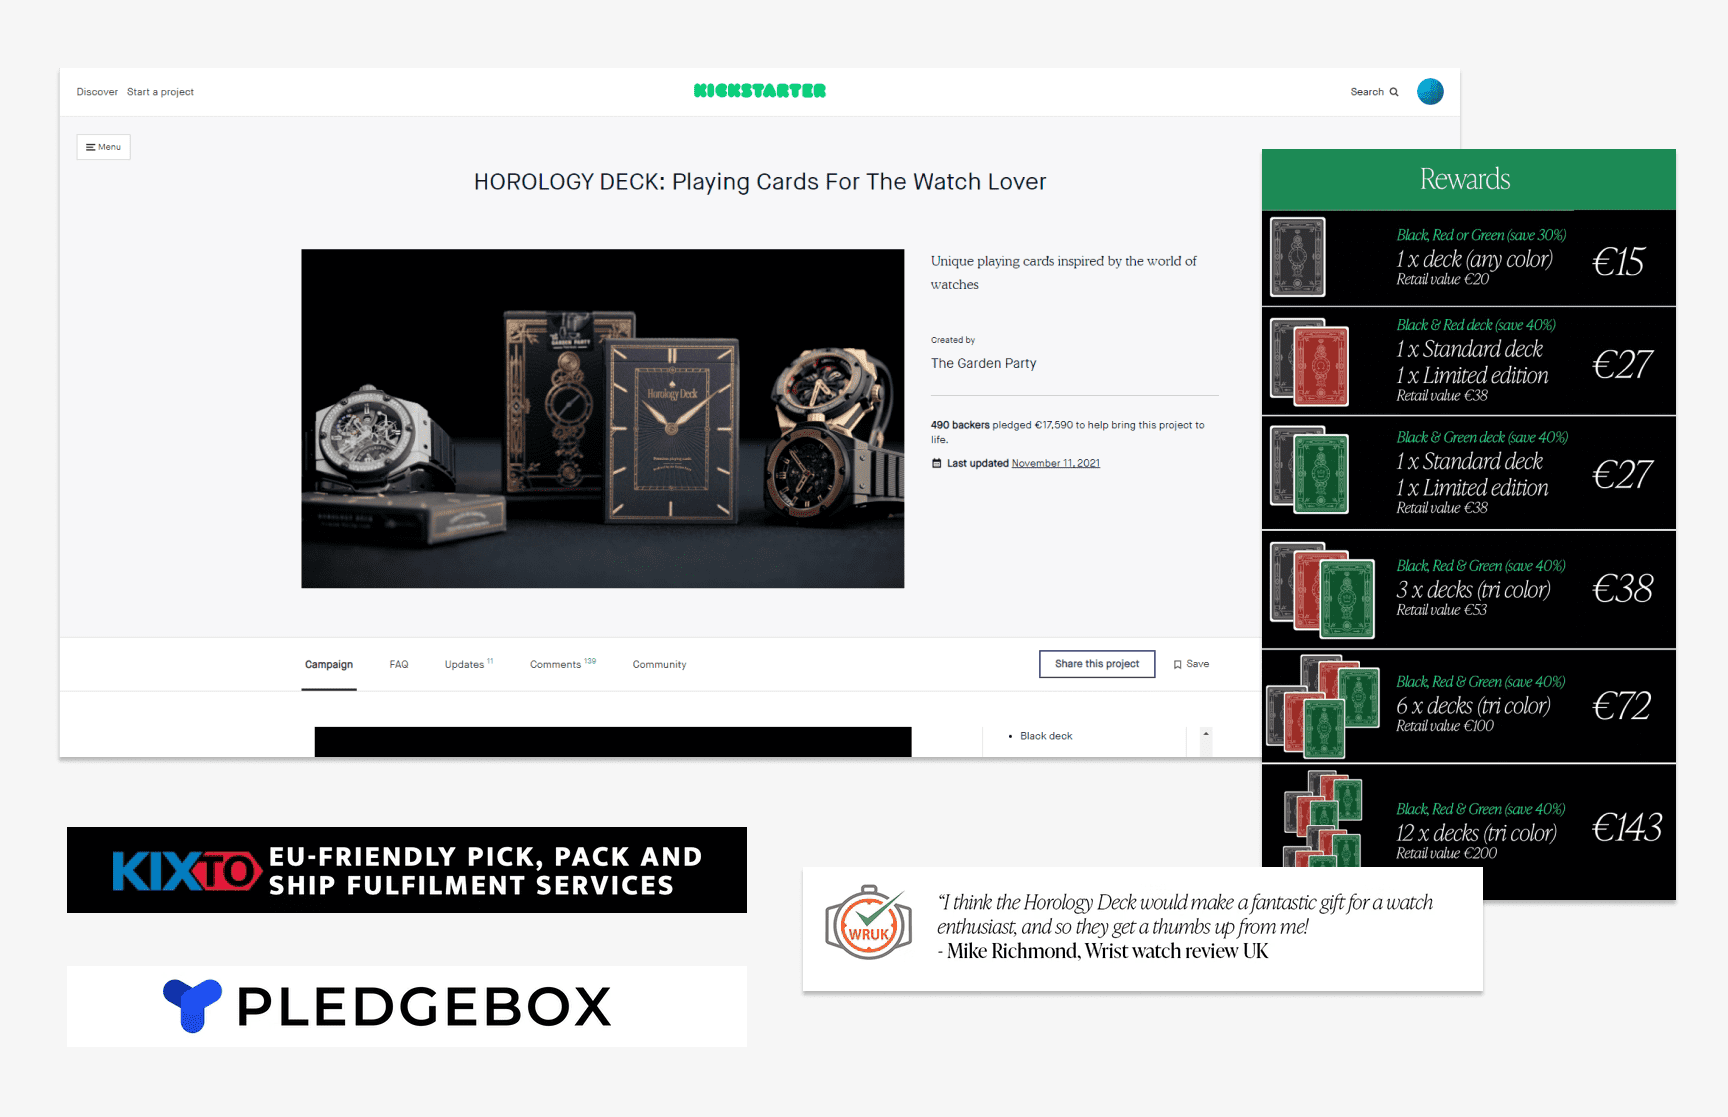 Discover Start a project
KICKSTARTER
Search
Menu
HOROLOGY DECK: Playing Cards For The Watch Lover
GARDEN PARTY
Horology Deck
HOROLOGY DECK
Unique playing cards inspired by the world of
watches
Created by
The Garden Party
490 backers pledged €17,590 to help bring this project to
life.
Last updated November 11, 2021
Campaign
FAQ
Updates 11
Comments 139
Community
Share this project
Save
Black deck
Rewards
Black, Red or Green (save 30%)
1 x deck (any color)
Retail value €20
€15
Black & Red deck (save 40%)
1 x Standard deck
1 x Limited edition
Retail value €38
€27
Black & Green deck (save 40%)
1 x Standard deck
1 x Limited edition
Retail value €38
€27
Black, Red & Green (save 40%)
3 x decks (tri color)
Retail value €53
€38
Black, Red & Green (save 40%)
6 x decks (tri color)
Retail value €100
€72
Black, Red & Green (save 40%)
12 x decks (tri color)
Retail value €200
€143
KIXTO
EU-FRIENDLY PICK, PACK AND
SHIP FULFILMENT SERVICES
PLEDGEBOX
WRUK
“I think the Horology Deck would make a fantastic gift for a watch
enthusiast, and so they get a thumbs up from me!
- Mike Richmond, Wrist watch review UK